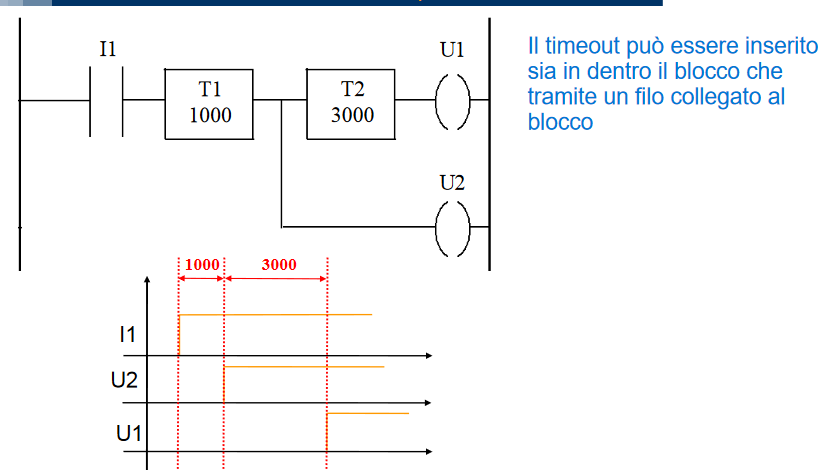 I1
U1
T1
1000
T2
3000
U2
Il timeout può essere inserito
sia in dentro il blocco che
tramite un filo collegato al
blocco
1000
3000
I1
U2
U1